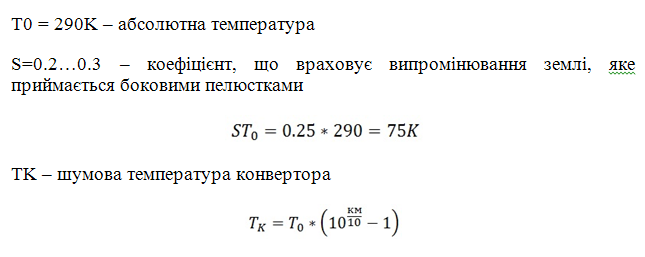 T0 = 290K – абсолютна температура
S=0.2…0.3 – коефіцієнт, що враховує випромінювання землі, яке
приймається боковими пелюстками
ST₀ = 0.25 * 290 = 75K
TK – шумова температура конвертора
T_K = T₀ * (10^(КМ/10) − 1)